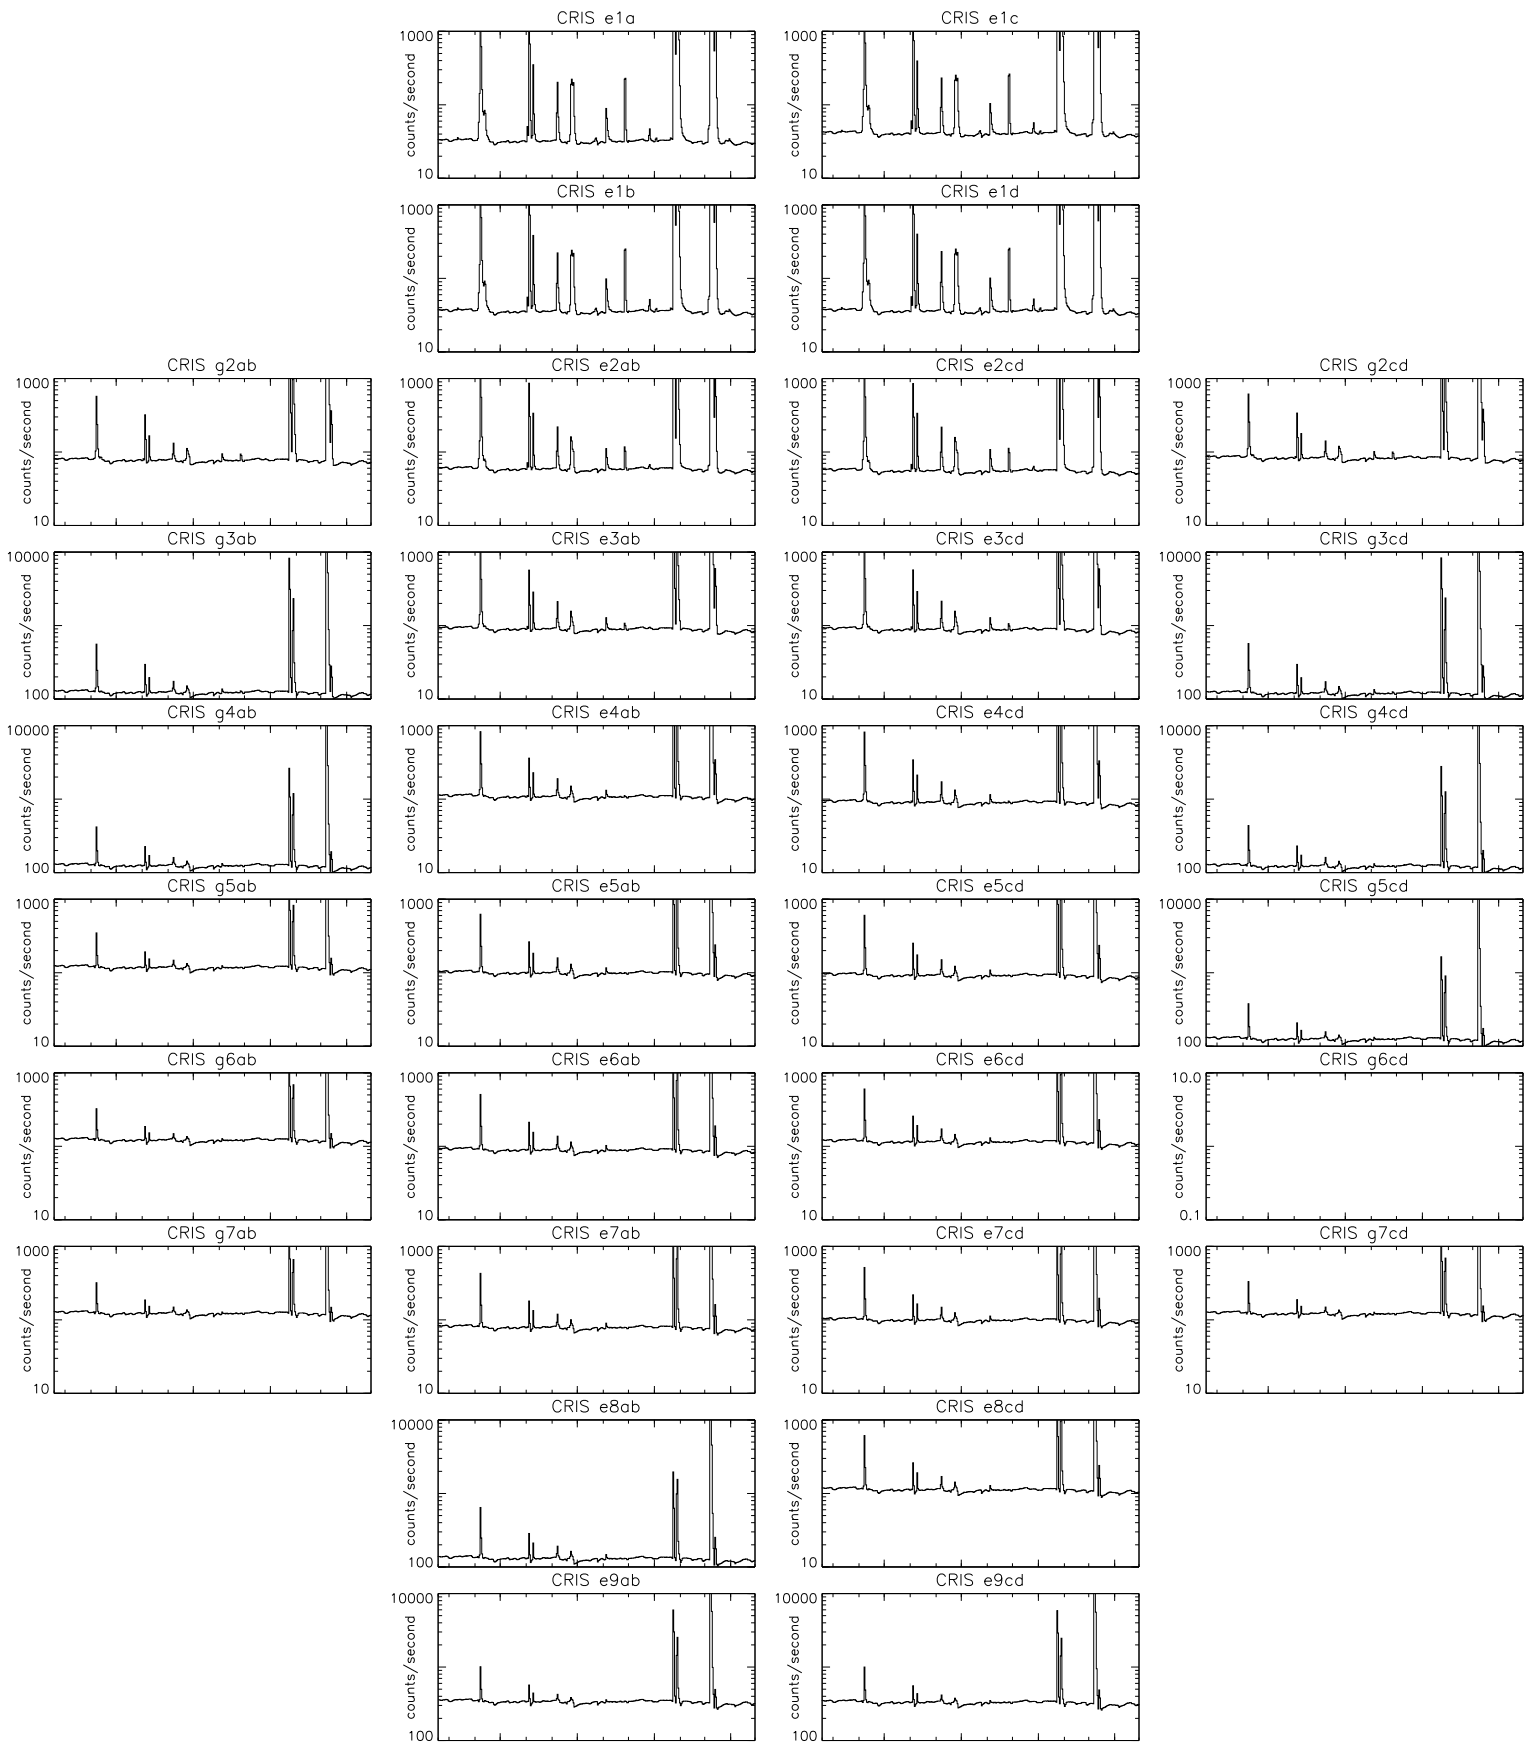 CRIS e1a CRIS e1c
1000 1000
counts/second counts/second
10 10
CRIS e1b CRIS e1d
1000 1000
counts/second counts/second
10 10
CRIS g2ab CRIS e2ab CRIS e2cd CRIS g2cd
1000 1000 1000 1000
counts/second counts/second counts/second counts/second
10 10 10 10
CRIS g3ab CRIS e3ab CRIS e3cd CRIS g3cd
10000 1000 1000 10000
counts/second counts/second counts/second counts/second
100 10 10 100
CRIS g4ab CRIS e4ab CRIS e4cd CRIS g4cd
10000 1000 1000 10000
counts/second counts/second counts/second counts/second
100 10 10 100
CRIS g5ab CRIS e5ab CRIS e5cd CRIS g5cd
1000 1000 1000 10000
counts/second counts/second counts/second counts/second
10 10 10 100
CRIS g6ab CRIS e6ab CRIS e6cd CRIS g6cd
1000 1000 1000 10.0
counts/second counts/second counts/second counts/second
10 10 10 0.1
CRIS g7ab CRIS e7ab CRIS e7cd CRIS g7cd
1000 1000 1000 1000
counts/second counts/second counts/second counts/second
10 10 10 10
CRIS e8ab CRIS e8cd
10000 1000
counts/second counts/second
100 10
CRIS e9ab CRIS e9cd
10000 10000
counts/second counts/second
100 100